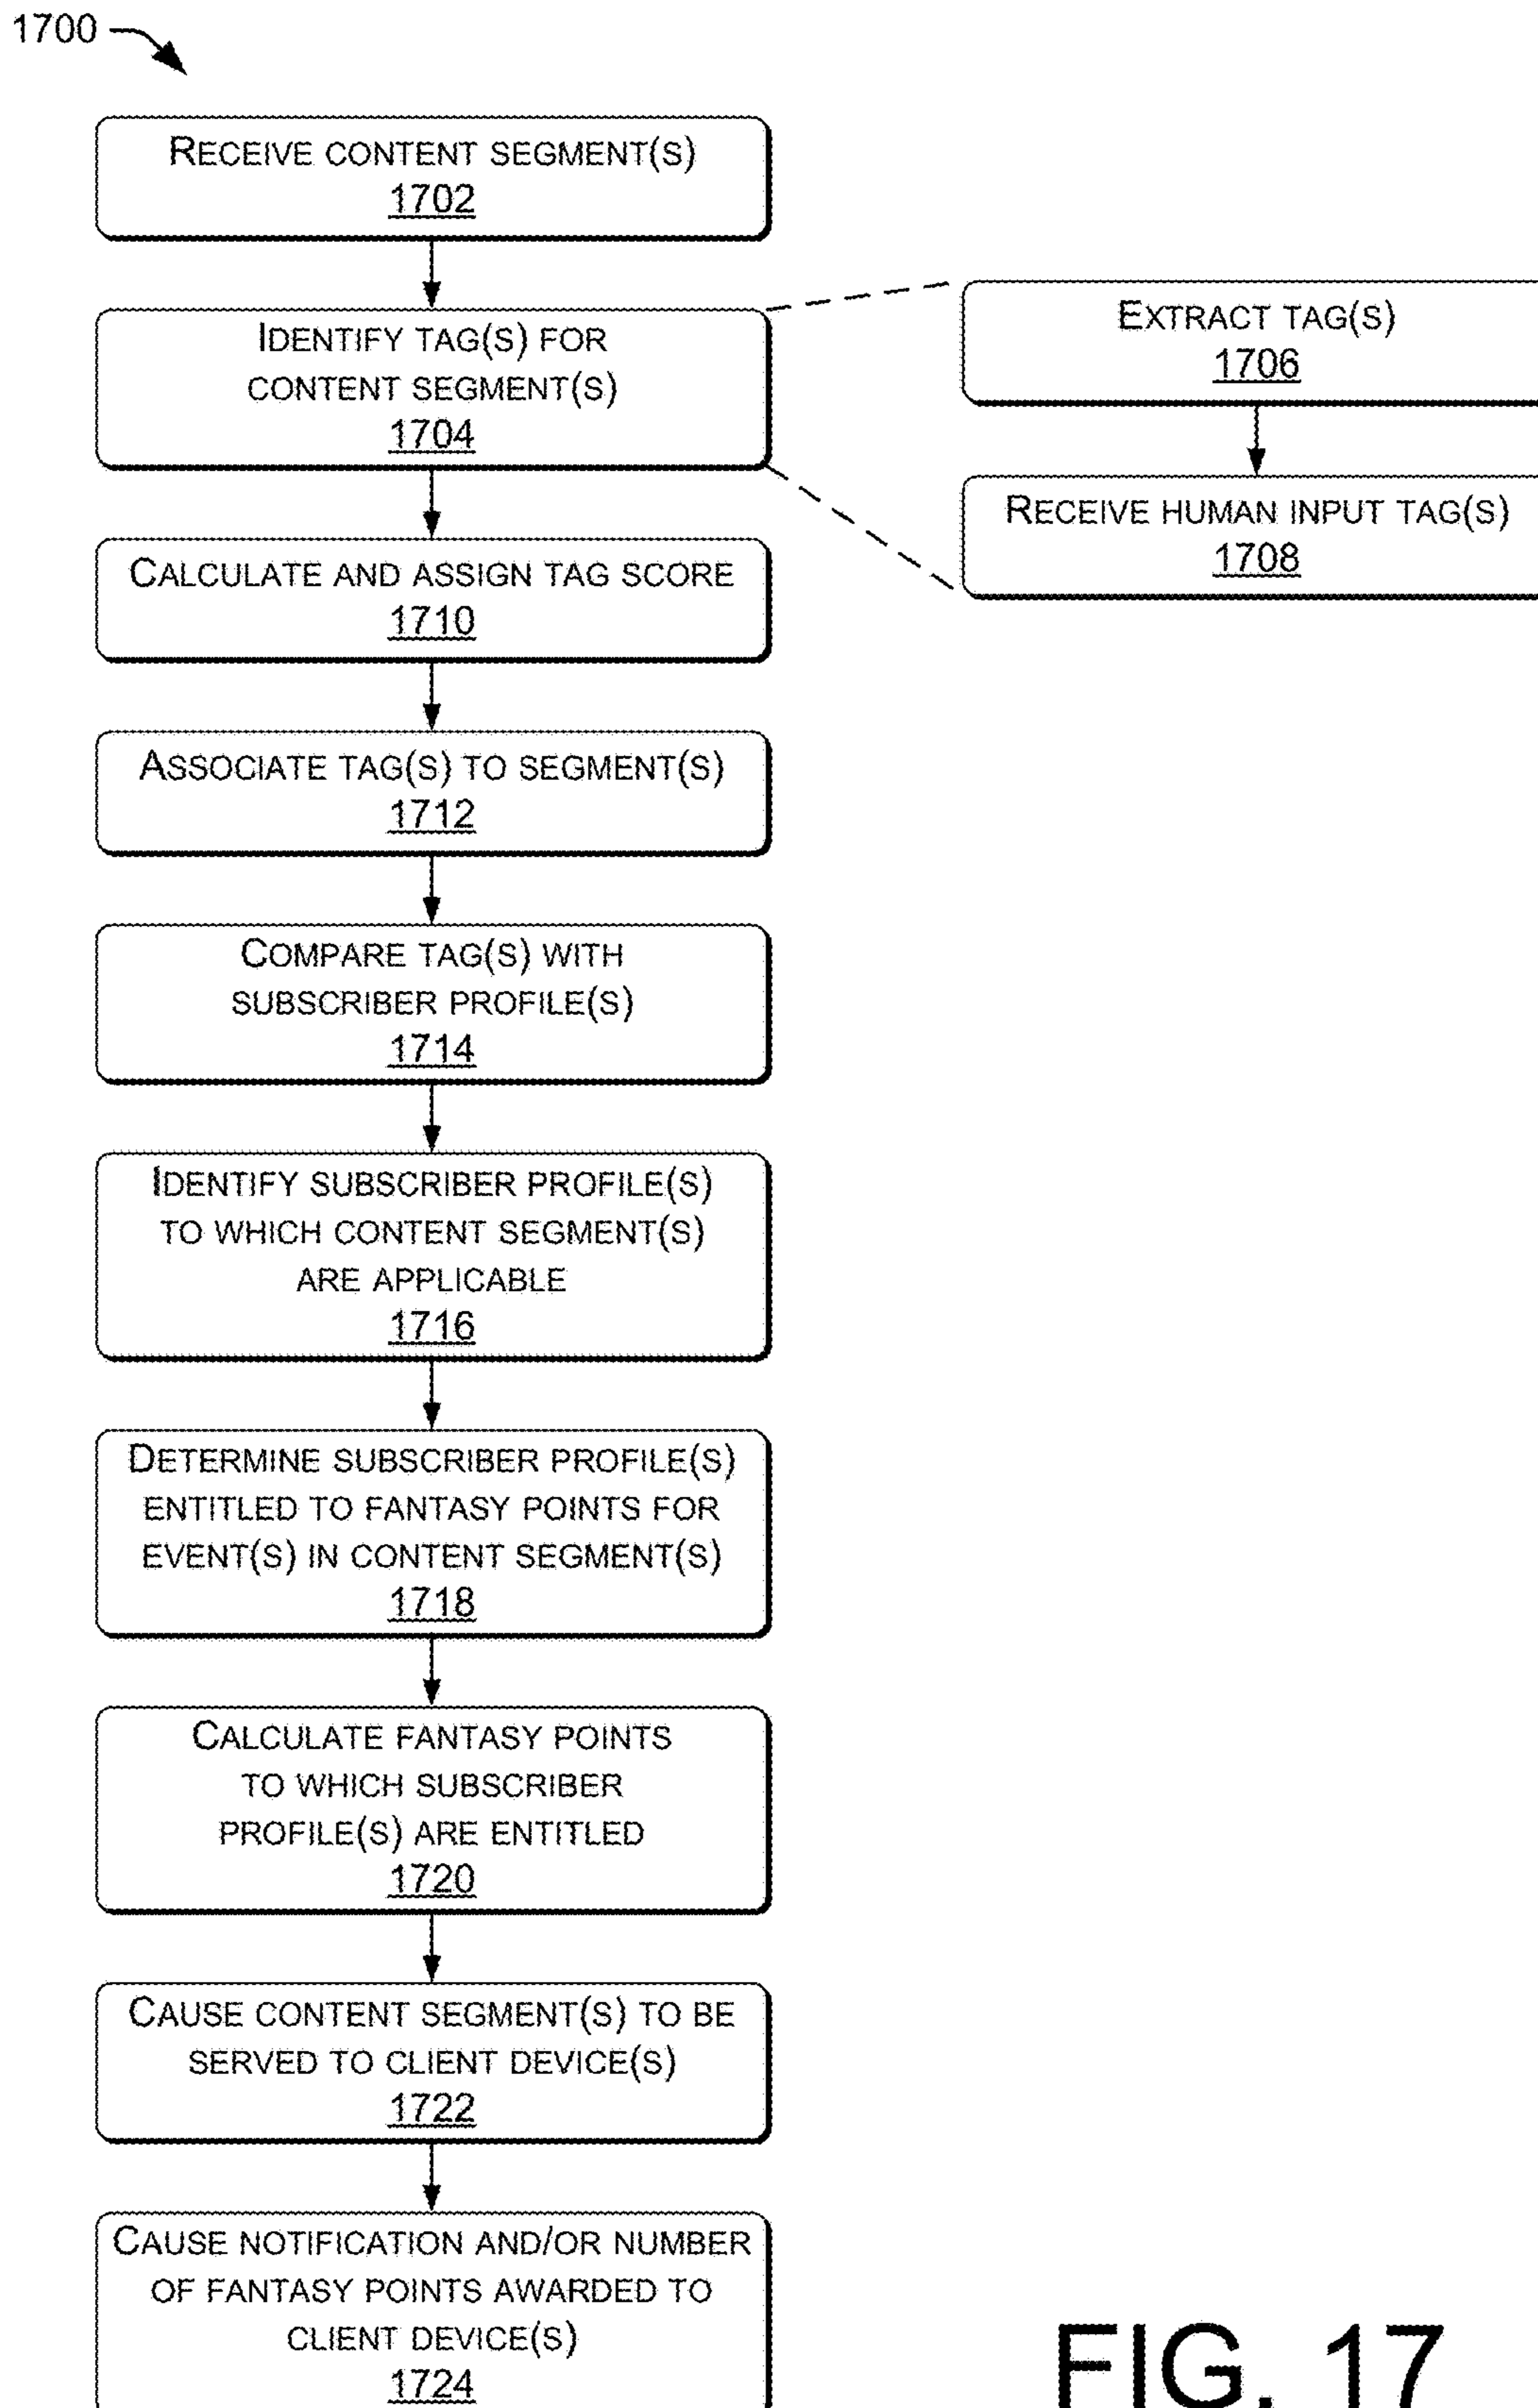 1700
RECEIVE CONTENT SEGMENT(S)
1702
IDENTIFY TAG(S) FOR
CONTENT SEGMENT(S)
1704
EXTRACT TAG(S)
1706
RECEIVE HUMAN INPUT TAG(S)
1708
CALCULATE AND ASSIGN TAG SCORE
1710
ASSOCIATE TAG(S) TO SEGMENT(S)
1712
COMPARE TAG(S) WITH
SUBSCRIBER PROFILE(S)
1714
IDENTIFY SUBSCRIBER PROFILE(S)
TO WHICH CONTENT SEGMENT(S)
ARE APPLICABLE
1716
DETERMINE SUBSCRIBER PROFILE(S)
ENTITLED TO FANTASY POINTS FOR
EVENT(S) IN CONTENT SEGMENT(S)
1718
CALCULATE FANTASY POINTS
TO WHICH SUBSCRIBER
PROFILE(S) ARE ENTITLED
1720
CAUSE CONTENT SEGMENT(S) TO BE
SERVED TO CLIENT DEVICE(S)
1722
CAUSE NOTIFICATION AND/OR NUMBER
OF FANTASY POINTS AWARDED TO
CLIENT DEVICE(S)
1724
FIG. 17